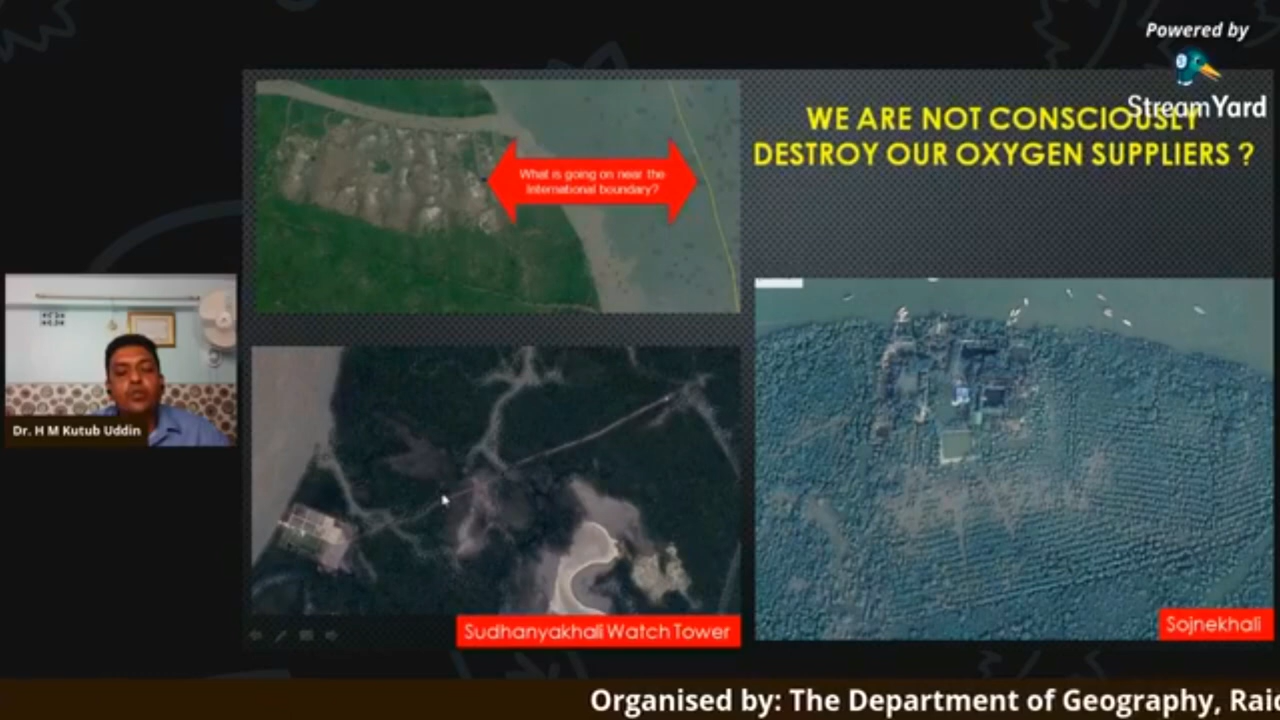 Powered by
StreamYard
WE ARE NOT CONSCIOUSLY
DESTROY OUR OXYGEN SUPPLIERS ?
What is going on near the
International boundary?
Dr. H M Kutub Uddin
Sudhanyakhali Watch Tower
Sojnekhali
Organised by: The Department of Geography, Raid